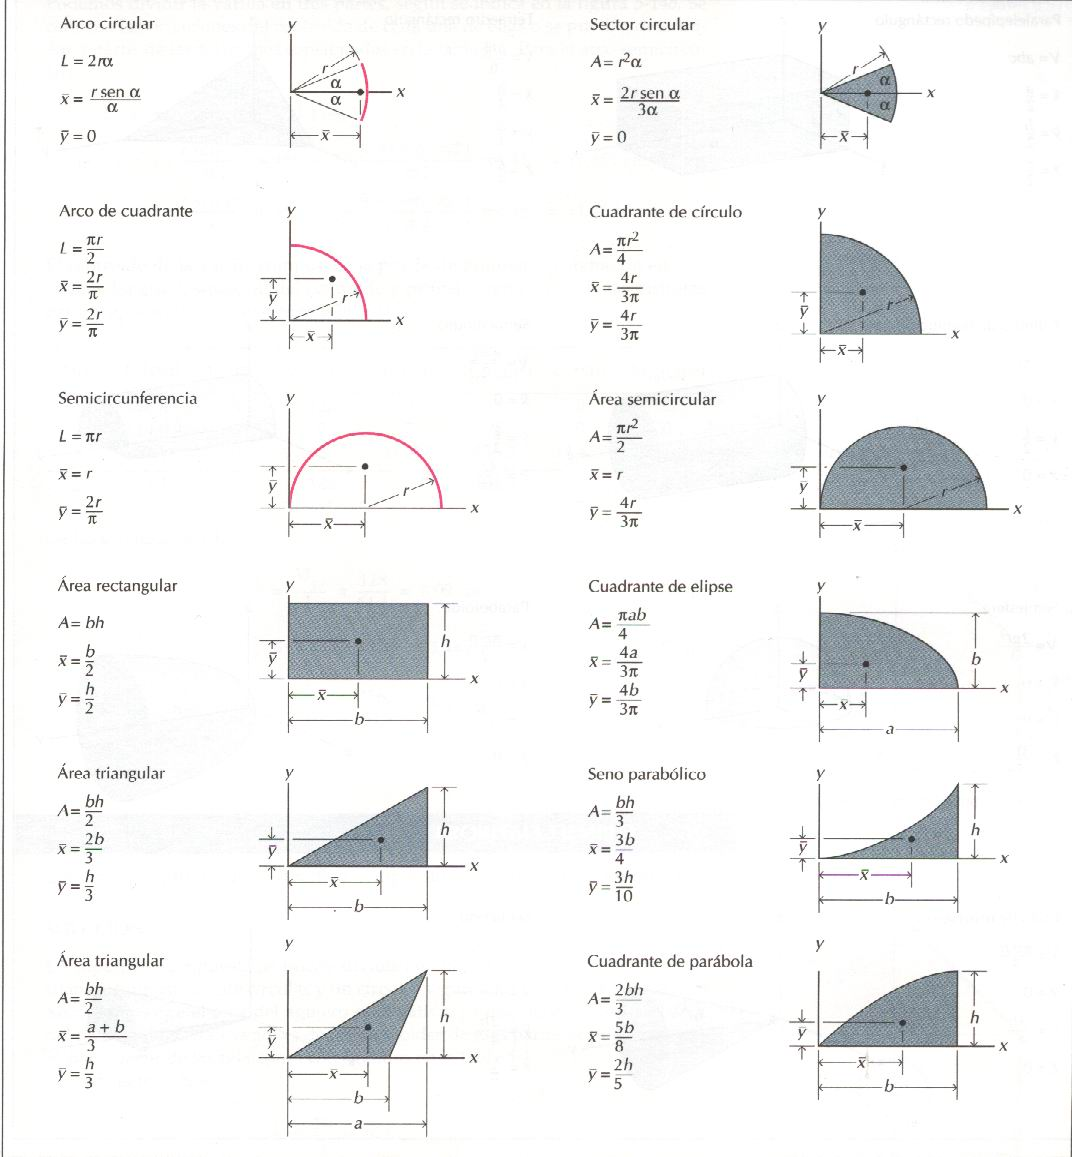 Arco circular
L = 2rα
x̄ = r sen α / α
ȳ = 0
y
r
α
α
x
x̄
Sector circular
A = r²α
x̄ = 2r sen α / 3α
ȳ = 0
y
r
α
α
x
x̄
Arco de cuadrante
L = πr / 2
x̄ = 2r / π
ȳ = 2r / π
y
ȳ
r
x
x̄
Cuadrante de círculo
A = πr² / 4
x̄ = 4r / 3π
ȳ = 4r / 3π
y
ȳ
r
x
x̄
Semicircunferencia
L = πr
x̄ = r
ȳ = 2r / π
y
ȳ
r
x
x̄
Área semicircular
A = πr² / 2
x̄ = r
ȳ = 4r / 3π
y
ȳ
r
x
x̄
Área rectangular
A = bh
x̄ = b / 2
ȳ = h / 2
y
h
ȳ
x
x̄
b
Cuadrante de elipse
A = πab / 4
x̄ = 4a / 3π
ȳ = 4b / 3π
y
b
ȳ
x
x̄
a
Área triangular
A = bh / 2
x̄ = 2b / 3
ȳ = h / 3
y
h
ȳ
x
x̄
b
Seno parabólico
A = bh / 3
x̄ = 3b / 4
ȳ = 3h / 10
y
h
ȳ
x
x̄
b
Área triangular
A = bh / 2
x̄ = a + b / 3
ȳ = h / 3
y
h
ȳ
x
x̄
b
a
Cuadrante de parábola
A = 2bh / 3
x̄ = 5b / 8
ȳ = 2h / 5
y
h
ȳ
x
x̄
b